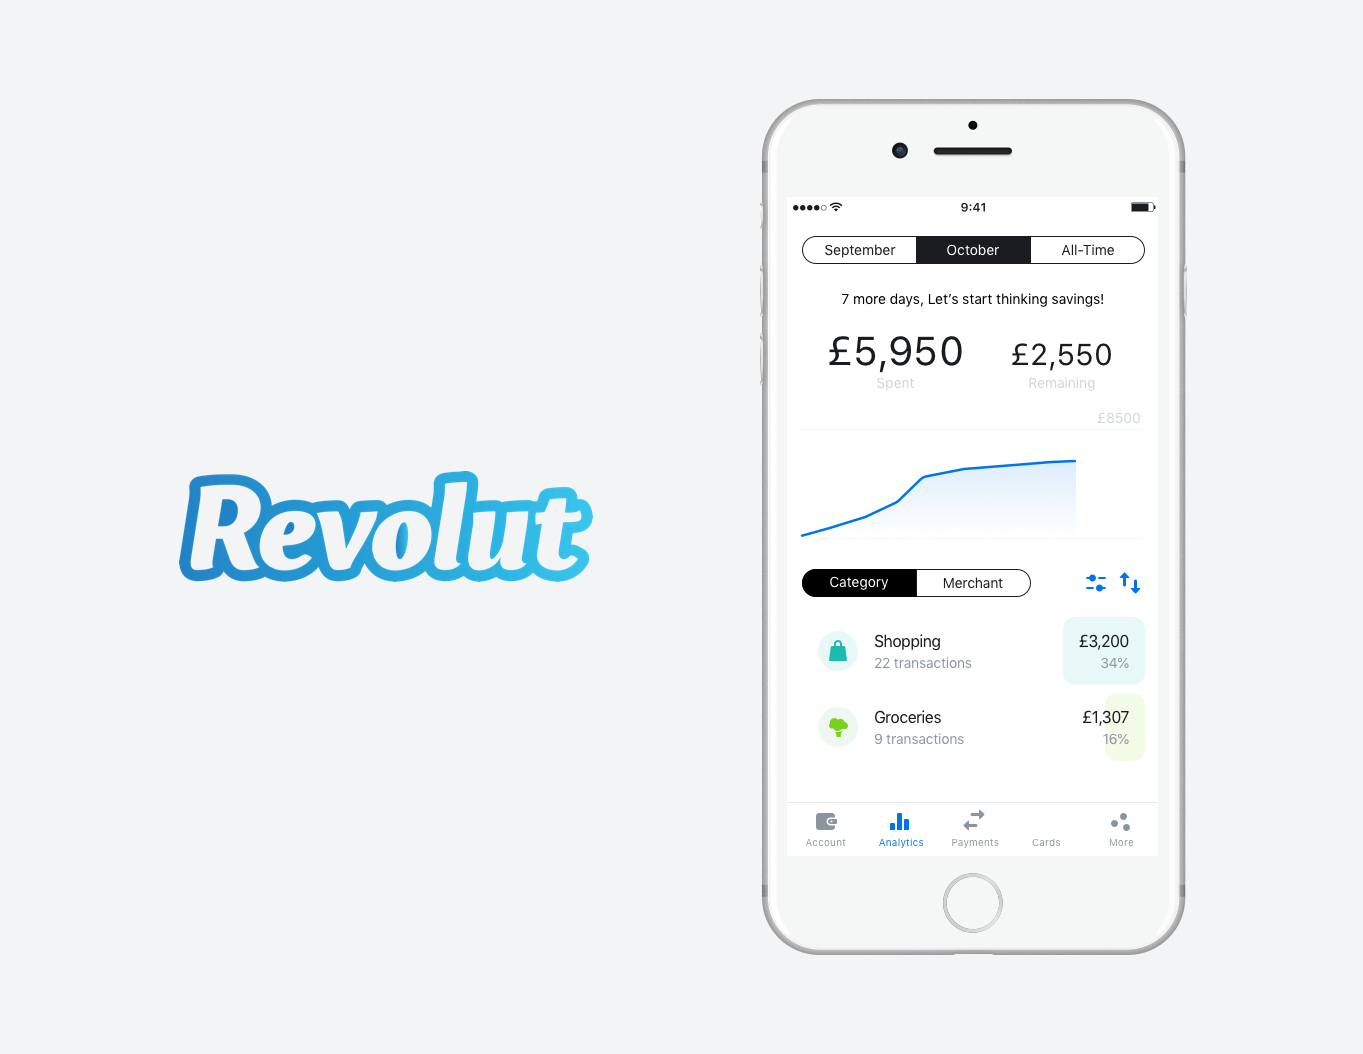 Revolut
9:41
September October All-Time
7 more days, Let's start thinking savings!
£5,950 £2,550
Spent Remaining
£8500
Category Merchant
Shopping £3,200
22 transactions 34%
Groceries £1,307
9 transactions 16%
Account Analytics Payments Cards More